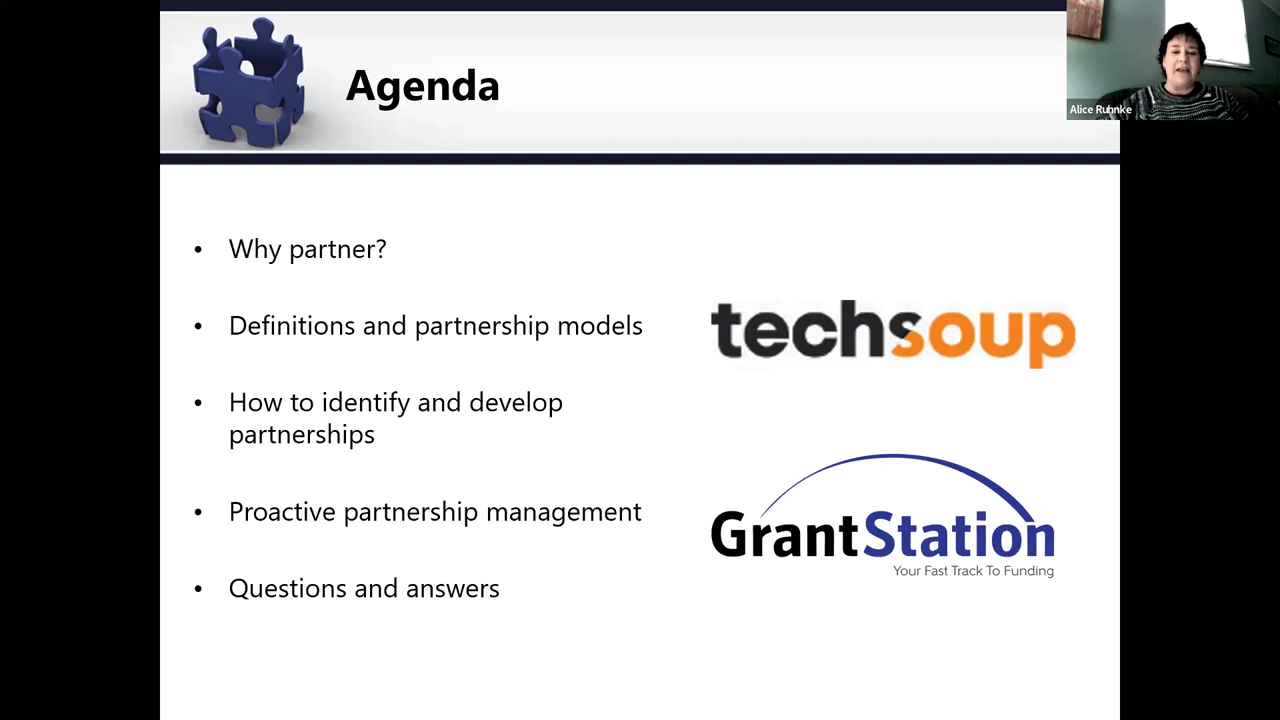 Agenda
Alice Ruhnke
• Why partner?
• Definitions and partnership models
• How to identify and develop
partnerships
• Proactive partnership management
• Questions and answers
techsoup
GrantStation
Your Fast Track To Funding